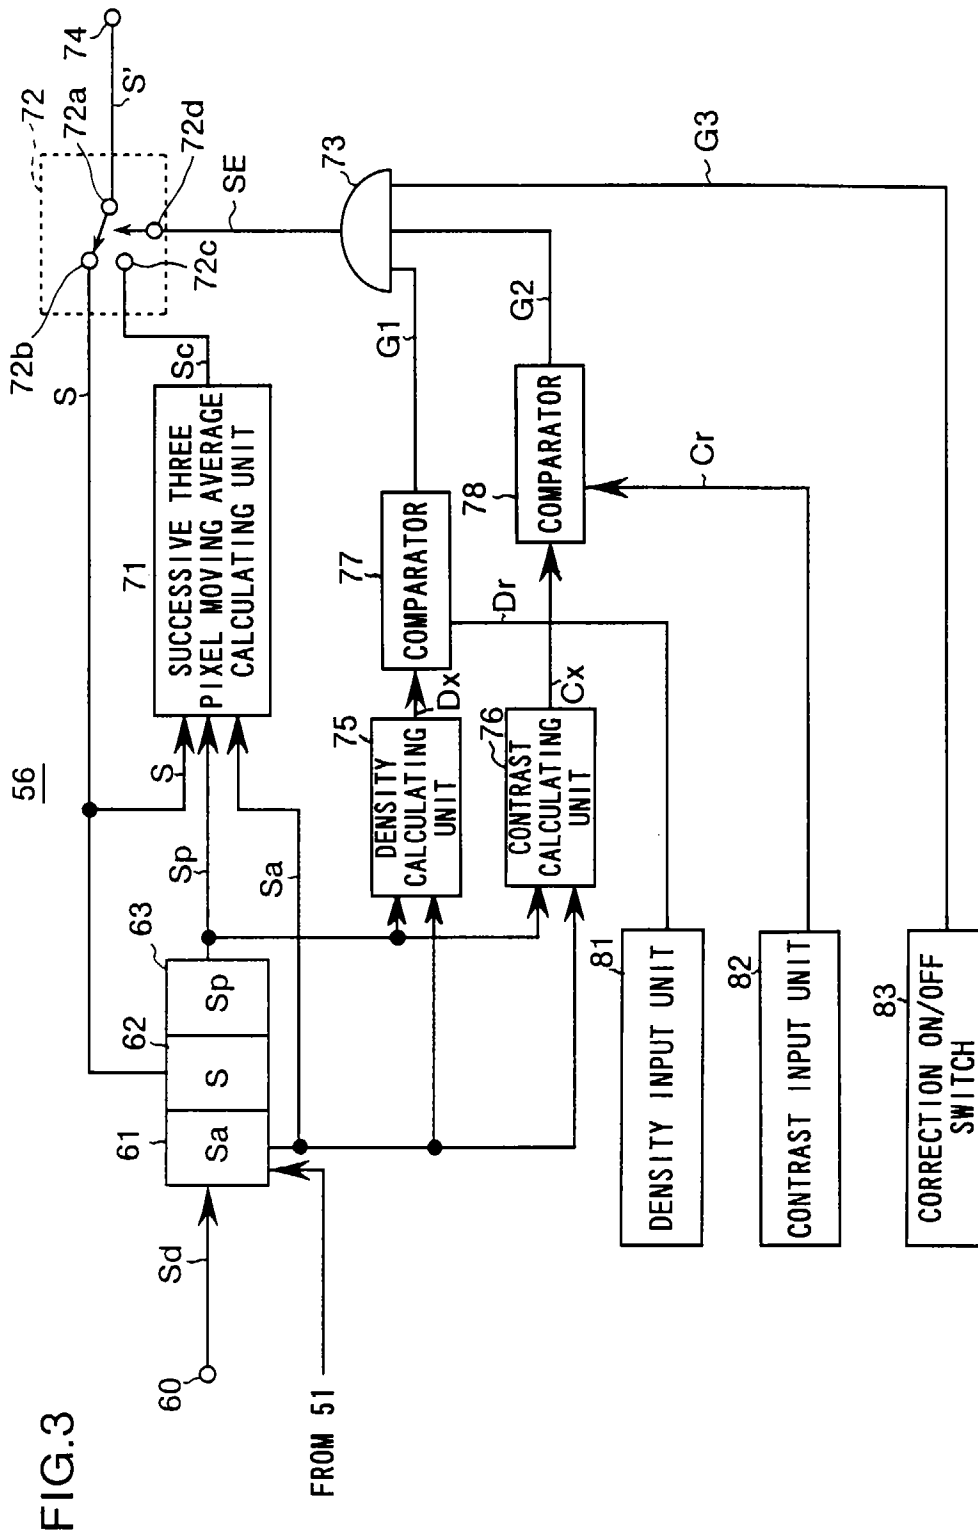 FIG.3
56
60
Sd
FROM 51
61
62
63
Sa
S
Sp
S
Sp
S
Sa
71
SUCCESSIVE THREE
PIXEL MOVING AVERAGE
CALCULATING UNIT
Sc
72b
72c
72
72a
72d
S'
74
SE
73
75
DENSITY
CALCULATING
UNIT
Dx
77
COMPARATOR
G1
76
CONTRAST
CALCULATING
UNIT
Cx
78
COMPARATOR
G2
Dr
Cr
G3
81
DENSITY INPUT UNIT
82
CONTRAST INPUT UNIT
83
CORRECTION ON/OFF
SWITCH